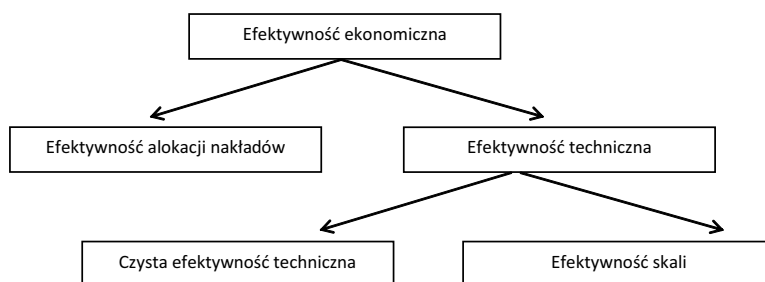 Efektywność ekonomiczna
Efektywność alokacji nakładów
Efektywność techniczna
Czysta efektywność techniczna
Efektywność skali